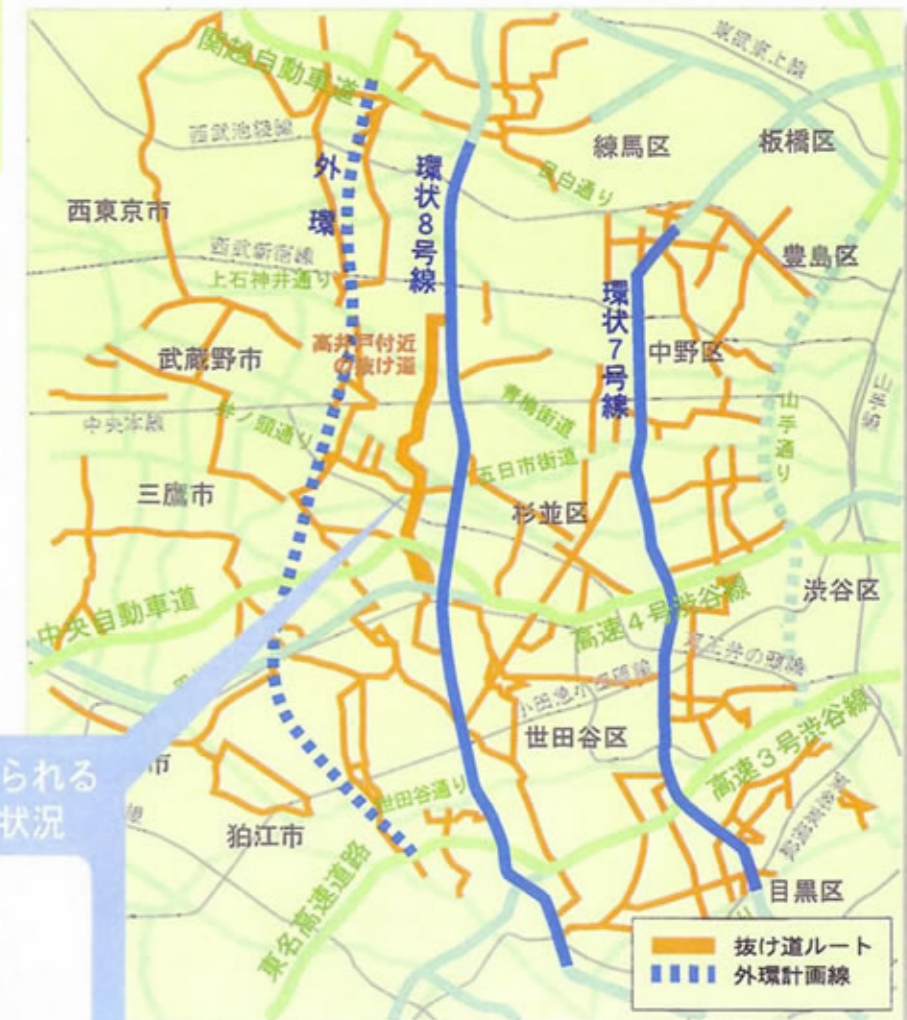 関越自動車道
東武東上線
西武池袋線
外環
環状8号線
練馬区
板橋区
目白通り
西東京市
西武新宿線
上石神井通り
豊島区
環状7号線
中野区
高井戸付近
の抜け道
武蔵野市
山手線
青梅街道
山手通り
中央本線
井ノ頭通り
五日市街道
三鷹市
杉並区
渋谷区
中央自動車道
高速4号渋谷線
小田急小田原線
世田谷区
高速3号渋谷線
市
られる
状況
世田谷通り
狛江市
東名高速道路
目黒区
抜け道ルート
外環計画線